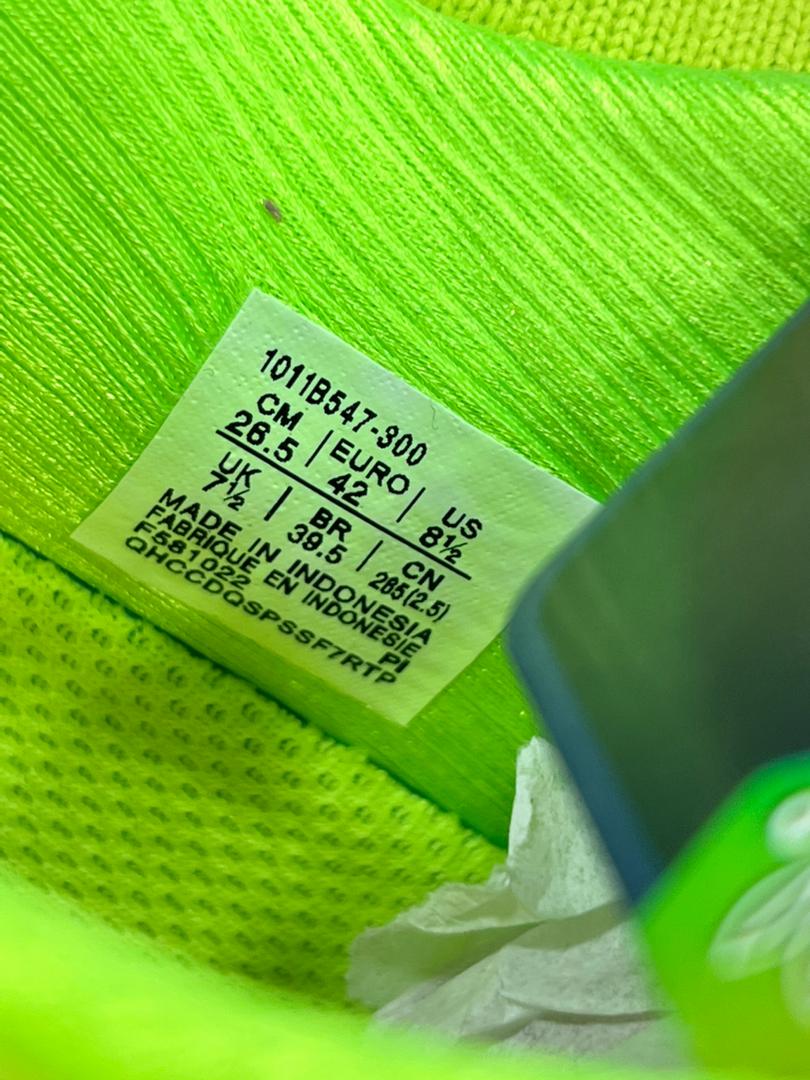 1011B547-300
CM | EURO | US
26.5 42 8½
UK | BR | CN
7½ 39.5 265(2.5)
MADE IN INDONESIA
FABRIQUÉ EN INDONESIE
F581022 PI
QHCCDQSPSSF7RTP